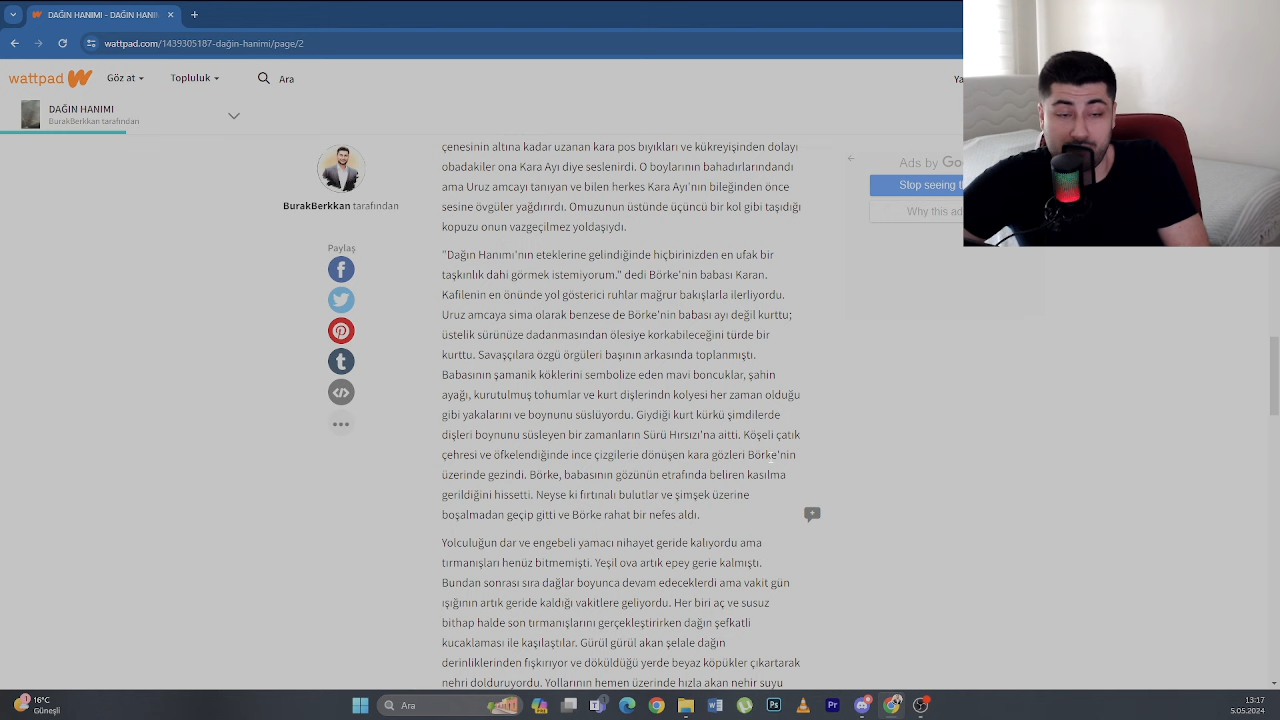 DAĞIN HANIMI - DAĞIN HANI
wattpad.com/1439305187-dağin-hanimi/page/2
wattpad
Göz at
Topluluk
Ara
Ya
DAĞIN HANIMI
BurakBerkkan tarafından
BurakBerkkan tarafından
Paylaş
çenesinin altına kadar uzanan kara pos bıyıkları ve kükreyişinden dolayı
obadakiler ona Kara Ayı diye seslenirdi. O boylarının bahadırlarındandı
ama Uruz amcayı tanıyan ve bilen herkes Kara Ayı'nın bileğinden önce
sesine övgüler yağdırırdı. Omuzunun üstünde üçüncü bir kol gibi taşıdığı
kopuzu onun vazgeçilmez yoldaşıydı.
"Dağın Hanımı'nın eteklerine gelindiğinde hiçbirinizden en ufak bir
taşkınlık dahi görmek istemiyorum." dedi Börke'nin babası Karan.
Kafilenin en önünde yol gösterici ruhlar mağrur bakışlarla ilerliyordu.
Uruz amcaya sima olarak benzese de Börke'nin babası ayı değil kurttu;
üstelik sürünüze dadanmasından ölesiye korkabileceğini türde bir
kurttu. Savaşçılara özgü örgüleri başının arkasında toplanmıştı.
Babasının şamanik köklerini sembolize eden mavi boncuklar, şahin
ayağı, kurutulmuş tohumlar ve kurt dişlerindn kolyesi her zaman olduğu
gibi yakalarını ve boynunu süslüyordu. Giydiği kurt kürkü şimdilerde
dişleri boynunu süsleyen bir zamanların Sürü Hırsızı'na aitti. Köşeli çatık
çehresi ve öfkelendiğinde ince çizgilerle dönüşen kara gözleri Börke'nin
üzerinde gezindi. Börke, babasının gözünün etrafında beliren kasılma
gerildiğini hissetti. Neyse ki fırtınalı bulutlar ve şimşek üzerine
boşalmadan geçip gitti ve Börke rahat bir nefes aldı.
Yolculuğun dar ve engebeli yamacı nihayet geride kalıyordu ama
tırmanışları henüz bitmemişti. Yeşil ova artık epey gerie kalmıştı.
Bundan sonrası sıra dağlar boyunca devam edeceklerdi ama vakit gün
ışığının artık geride kaldığı vakitlere geliyordu. Her biri aç ve susuz
bithap halde son tırmanışlarını gerçekleştirirken dağın şefkatli
kucaklaması ile kaşılaştılar. Gürül gürül akan şelale dağın
derinliklerinden fışkırıyor ve döküldüğü yerde beyaz köpükler çıkartarak
nehri dolduruyordu. Yollarının hemen üzerinde hızla akan nehir suyu
Ads by Goo
Stop seeing t
Why this ad
16°C
Güneşli
Ara
13:17
5.05.2024